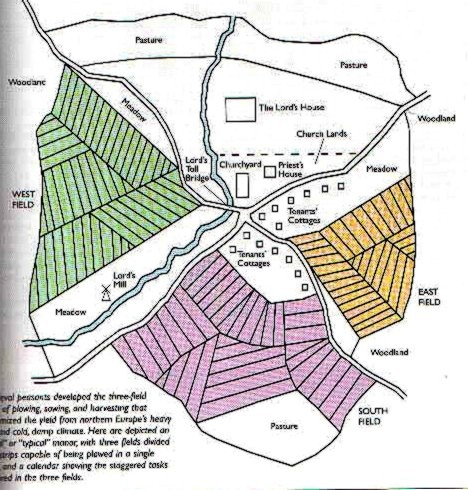 Pasture
Pasture
Woodland
Meadow
The Lord's House
Woodland
Church Lands
Lord's
Toll
Bridge
Churchyard
Priest's
House
Meadow
WEST
FIELD
Tenants'
Cottages
Tenants'
Cottages
Lord's
Mill
EAST
FIELD
Meadow
Woodland
SOUTH
FIELD
Pasture
eval peasants developed the three-field
of plowing, sowing, and harvesting that
mized the yield from northern Europe's heavy
nd cold, damp climate. Here are depicted an
" or "typical" manor, with three fields divided
strips capable of being plowed in a single
and a calendar showing the staggered tasks
ed in the three fields.